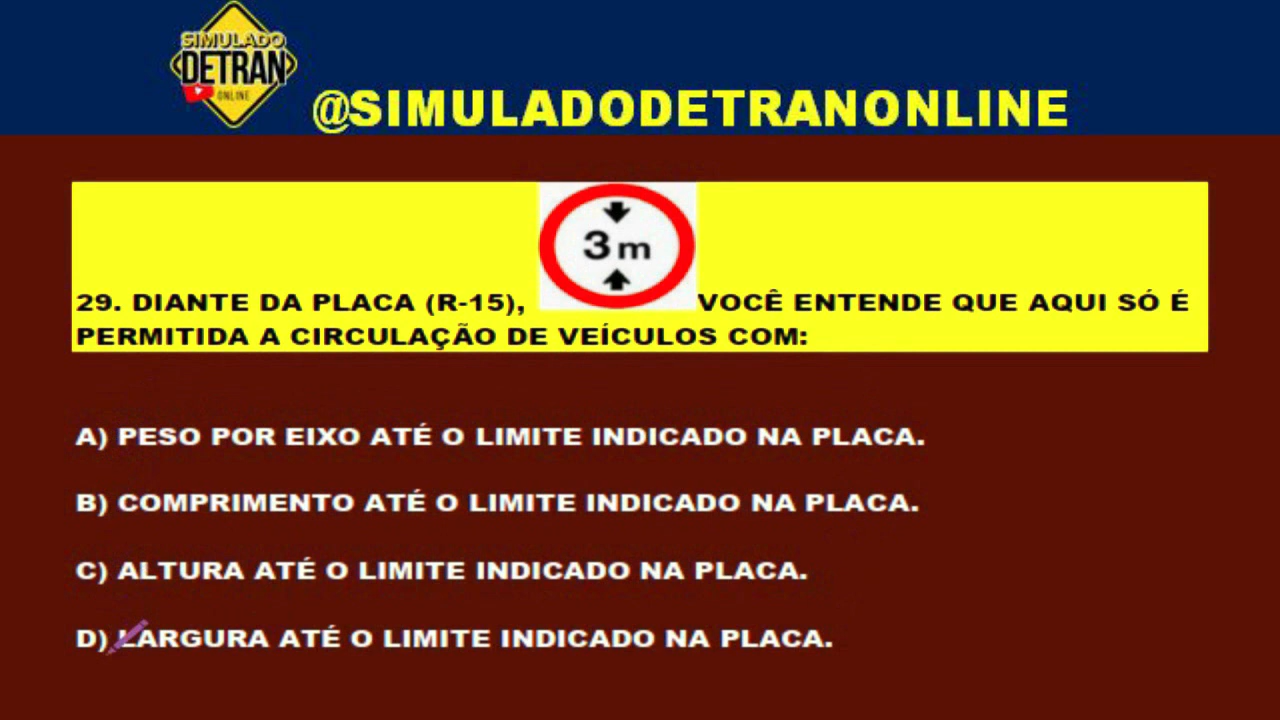 SIMULADO
DETRAN
ONLINE
@SIMULADODETRANONLINE
3 m
29. DIANTE DA PLACA (R-15), VOCÊ ENTENDE QUE AQUI SÓ É
PERMITIDA A CIRCULAÇÃO DE VEÍCULOS COM:
A) PESO POR EIXO ATÉ O LIMITE INDICADO NA PLACA.
B) COMPRIMENTO ATÉ O LIMITE INDICADO NA PLACA.
C) ALTURA ATÉ O LIMITE INDICADO NA PLACA.
D) LARGURA ATÉ O LIMITE INDICADO NA PLACA.